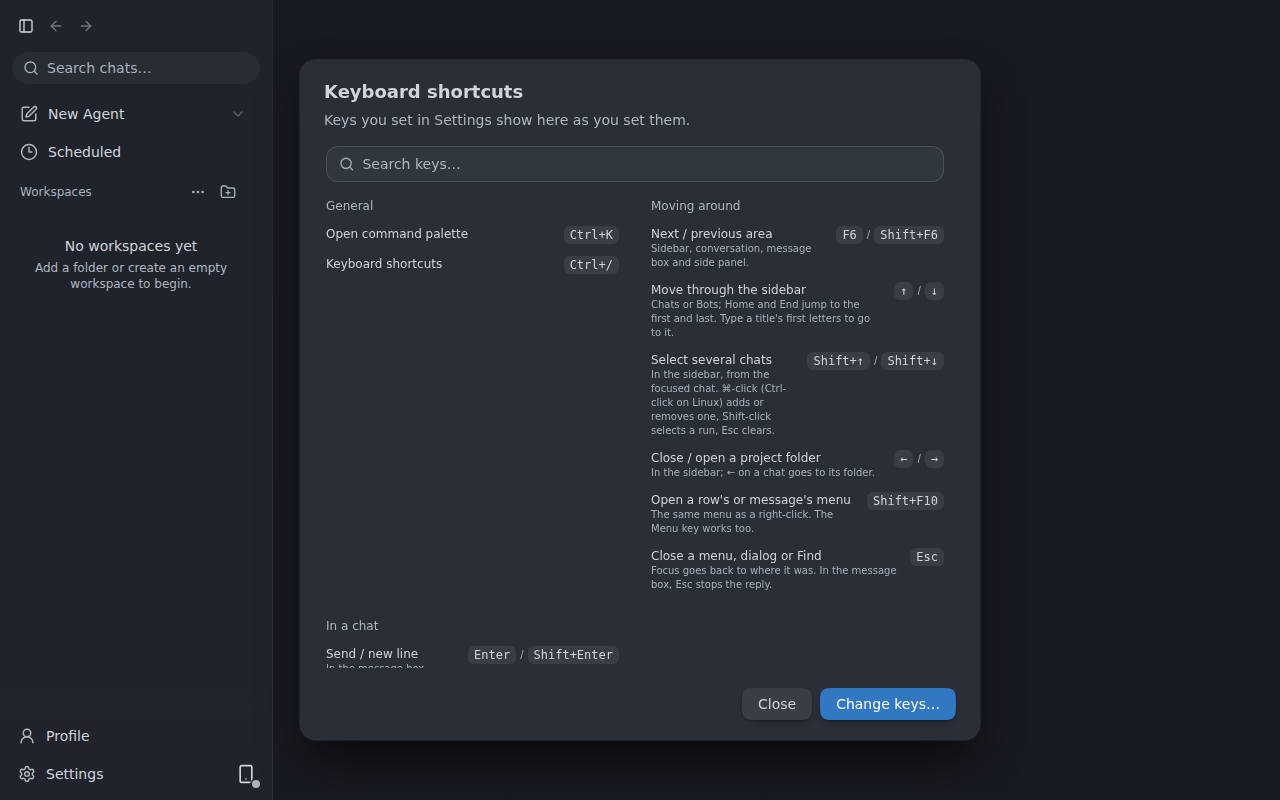 Search chats...
New Agent
Scheduled
Workspaces
No workspaces yet
Add a folder or create an empty
workspace to begin.
Profile
Settings
Keyboard shortcuts
Keys you set in Settings show here as you set them.
Search keys...
General
Open command palette Ctrl+K
Keyboard shortcuts Ctrl+/
Moving around
Next / previous area F6 / Shift+F6
Sidebar, conversation, message
box and side panel.
Move through the sidebar ↑ / ↓
Chats or Bots; Home and End jump to the
first and last. Type a title's first letters to go
to it.
Select several chats Shift+↑ / Shift+↓
In the sidebar, from the
focused chat. ⌘-click (Ctrl-
click on Linux) adds or
removes one, Shift-click
selects a run, Esc clears.
Close / open a project folder ← / →
In the sidebar; ← on a chat goes to its folder.
Open a row's or message's menu Shift+F10
The same menu as a right-click. The
Menu key works too.
Close a menu, dialog or Find Esc
Focus goes back to where it was. In the message
box, Esc stops the reply.
In a chat
Send / new line Enter / Shift+Enter
In the message box
Close
Change keys...